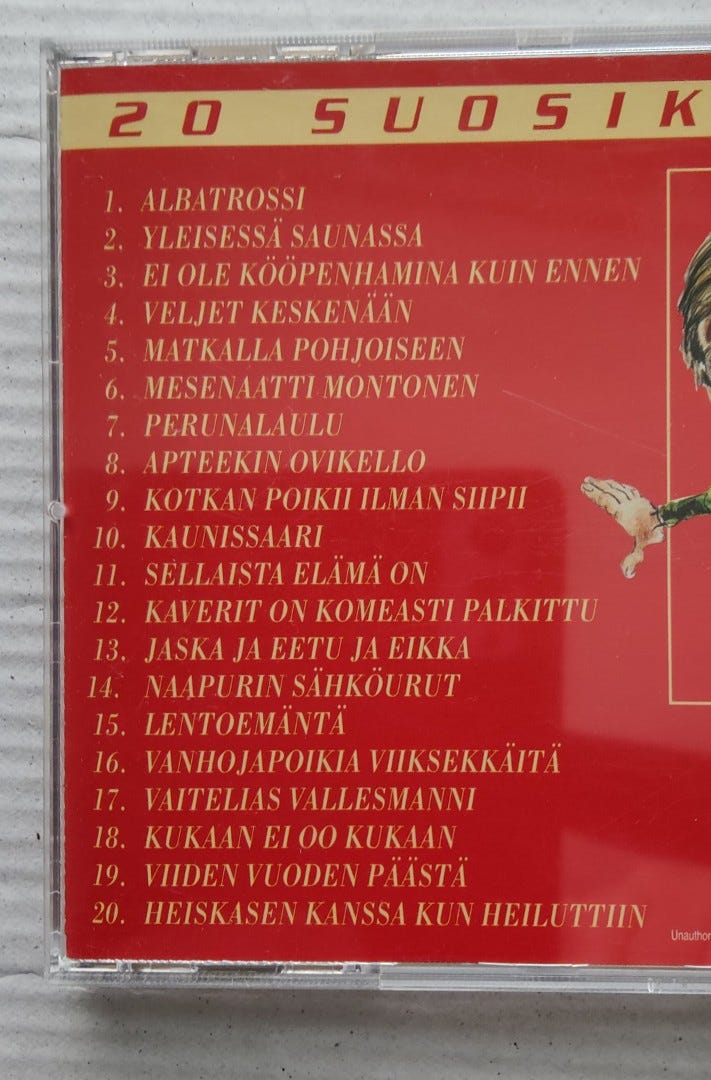 20 SUOSIK
1. ALBATROSSI
2. YLEISESSÄ SAUNASSA
3. EI OLE KÖÖPENHAMINA KUIN ENNEN
4. VELJET KESKENÄÄN
5. MATKALLA POHJOISEEN
6. MESENAATTI MONTONEN
7. PERUNALAULU
8. APTEEKIN OVIKELLO
9. KOTKAN POIKII ILMAN SIIPII
10. KAUNISSAARI
11. SELLAISTA ELÄMÄ ON
12. KAVERIT ON KOMEASTI PALKITTU
13. JASKA JA EETU JA EIKKA
14. NAAPURIN SÄHKÖURUT
15. LENTOEMÄNTÄ
16. VANHOJAPOIKIA VIIKSEKKÄITÄ
17. VAITELIAS VALLESMANNI
18. KUKAAN EI OO KUKAAN
19. VIIDEN VUODEN PÄÄSTÄ
20. HEISKASEN KANSSA KUN HEILUTTIIN
Unauthor